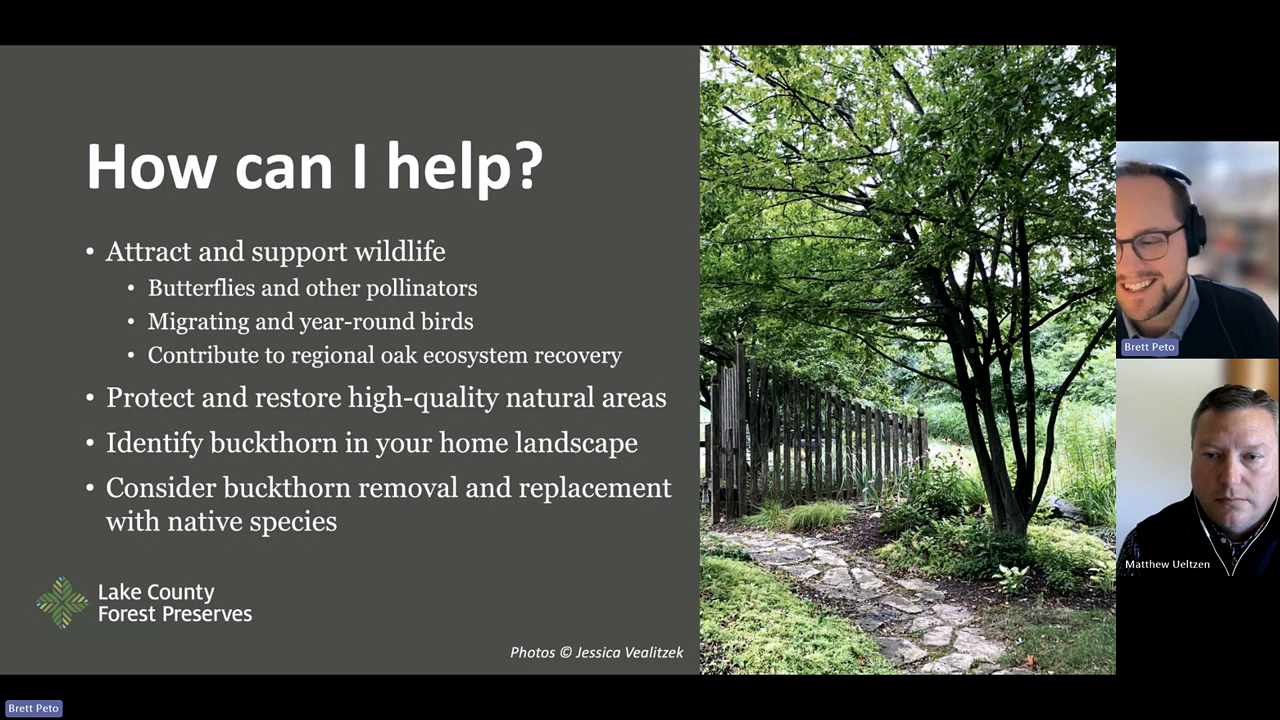 How can I help?
• Attract and support wildlife
• Butterflies and other pollinators
• Migrating and year-round birds
• Contribute to regional oak ecosystem recovery
• Protect and restore high-quality natural areas
• Identify buckthorn in your home landscape
• Consider buckthorn removal and replacement
with native species
Lake County
Forest Preserves
Photos © Jessica Vealitzek
Brett Peto
Matthew Ueltzen
Brett Peto